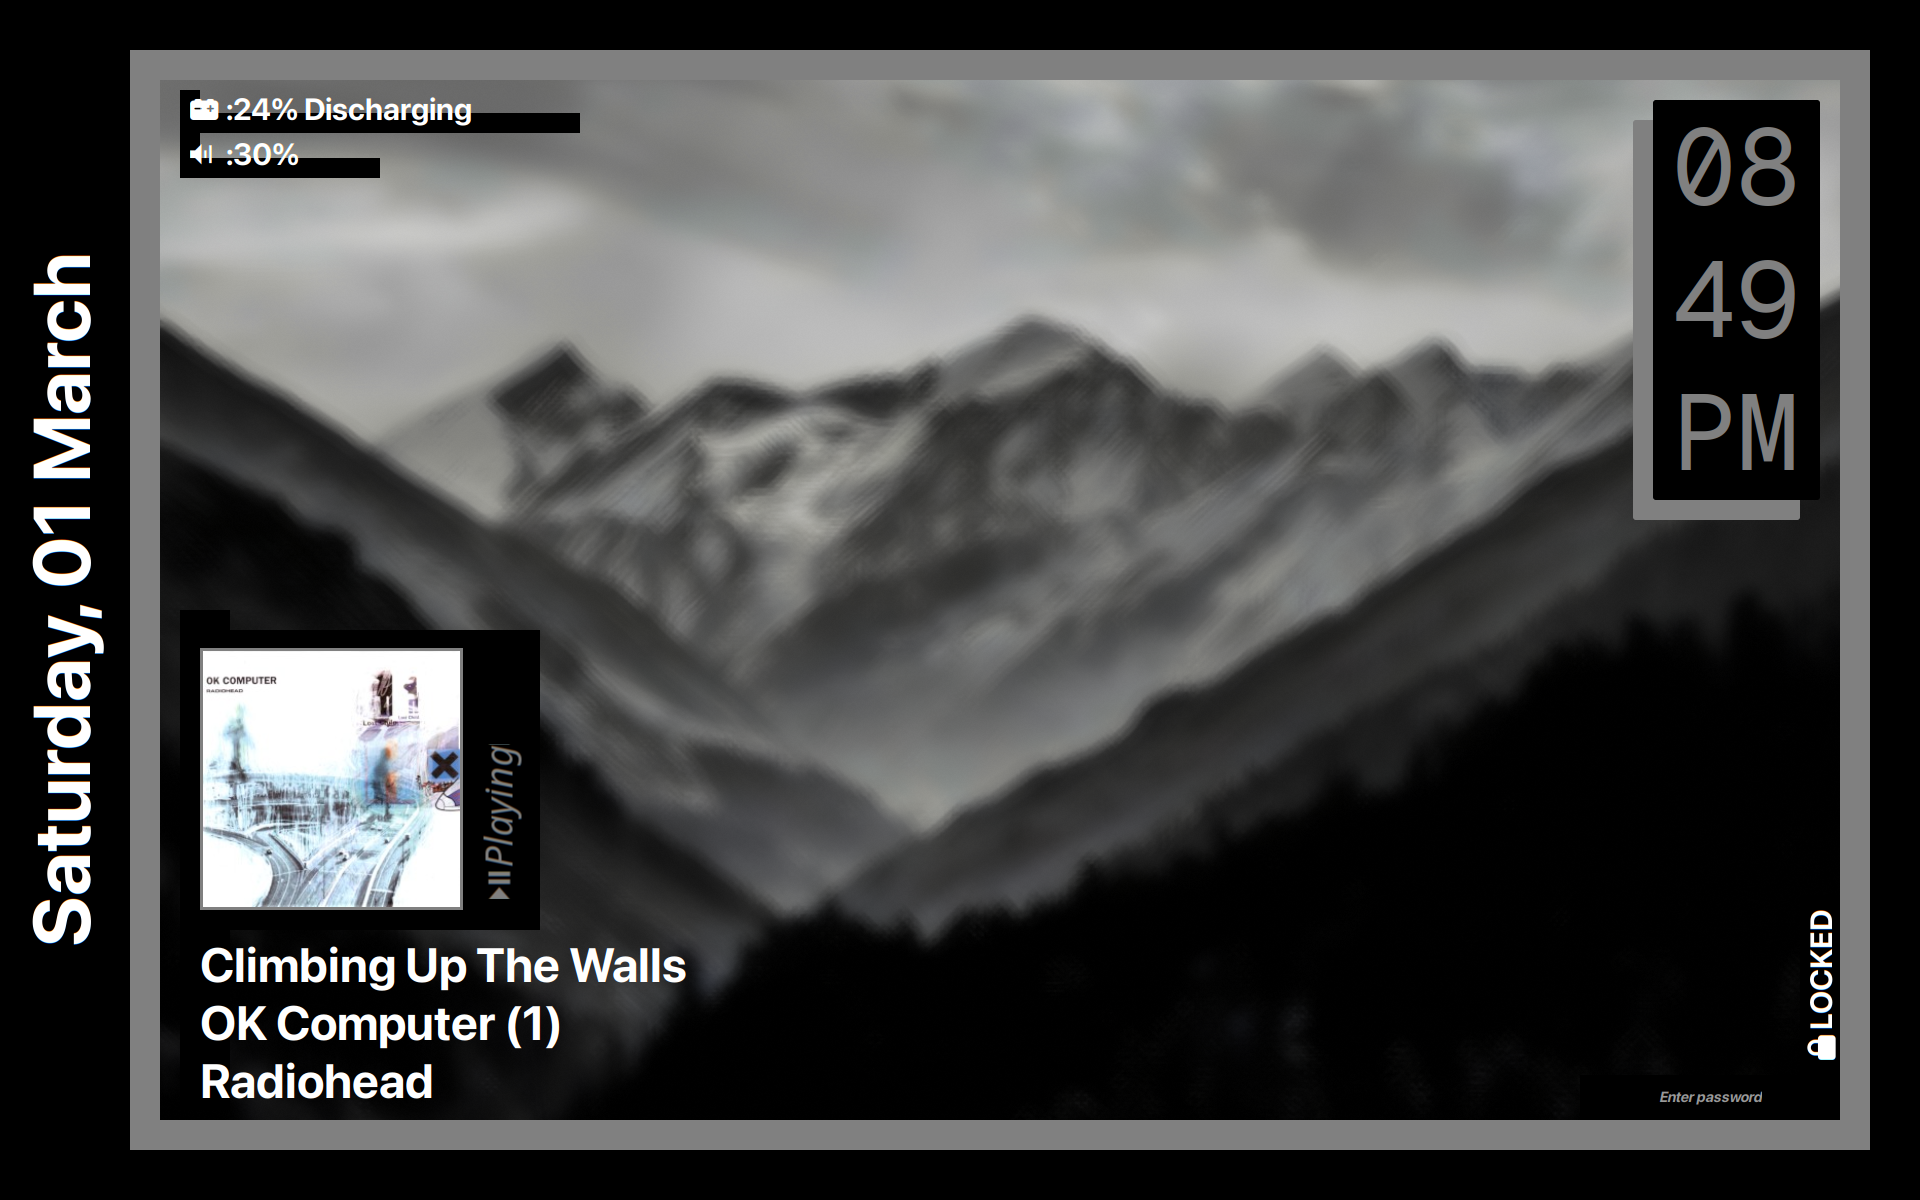 Saturday, 01 March
:24% Discharging
:30%
08
49
PM
OK COMPUTER
RADIOHEAD
Playing
Climbing Up The Walls
OK Computer (1)
Radiohead
LOCKED
Enter password